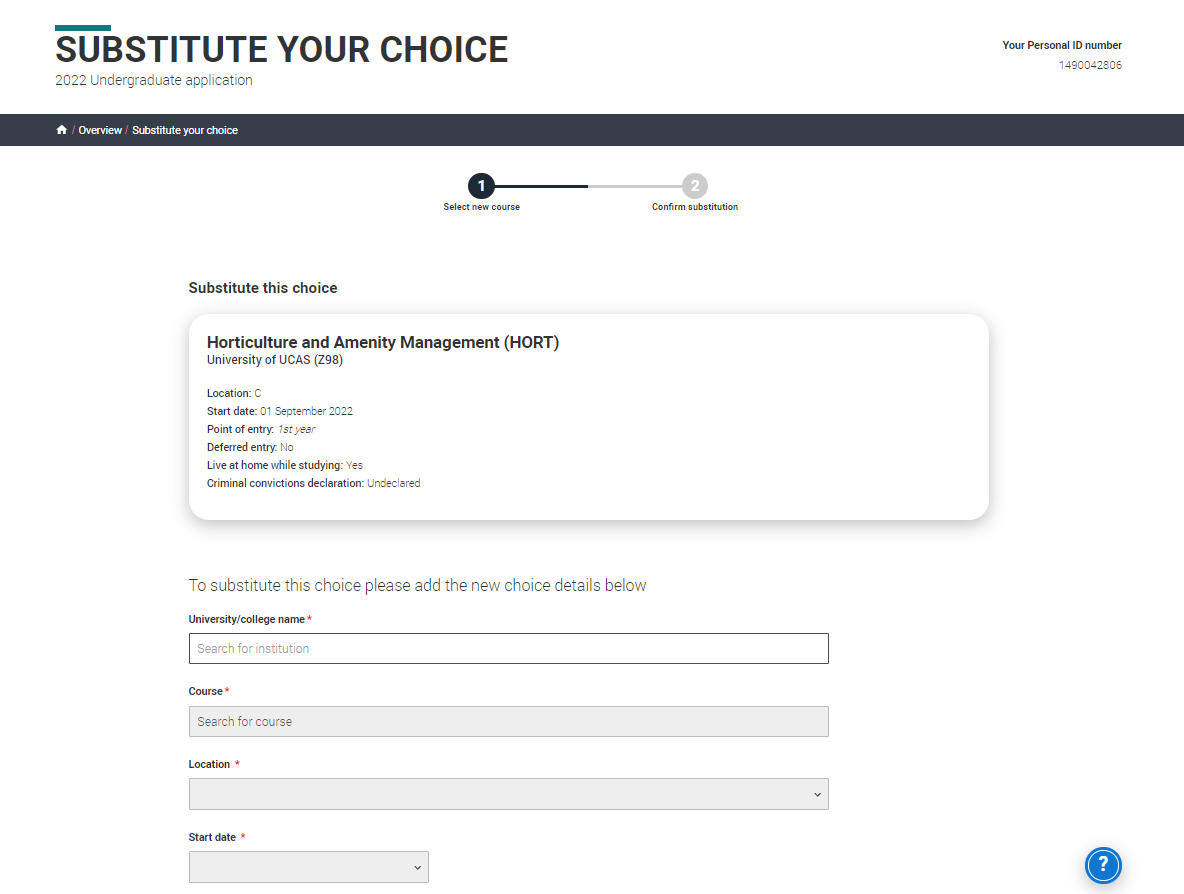 SUBSTITUTE YOUR CHOICE
2022 Undergraduate application
Your Personal ID number
1490042806
/ Overview / Substitute your choice
1
2
Select new course
Confirm substitution
Substitute this choice
Horticulture and Amenity Management (HORT)
University of UCAS (Z98)
Location: C
Start date: 01 September 2022
Point of entry: 1st year
Deferred entry: No
Live at home while studying: Yes
Criminal convictions declaration: Undeclared
To substitute this choice please add the new choice details below
University/college name *
Search for institution
Course *
Search for course
Location *
Start date *
?